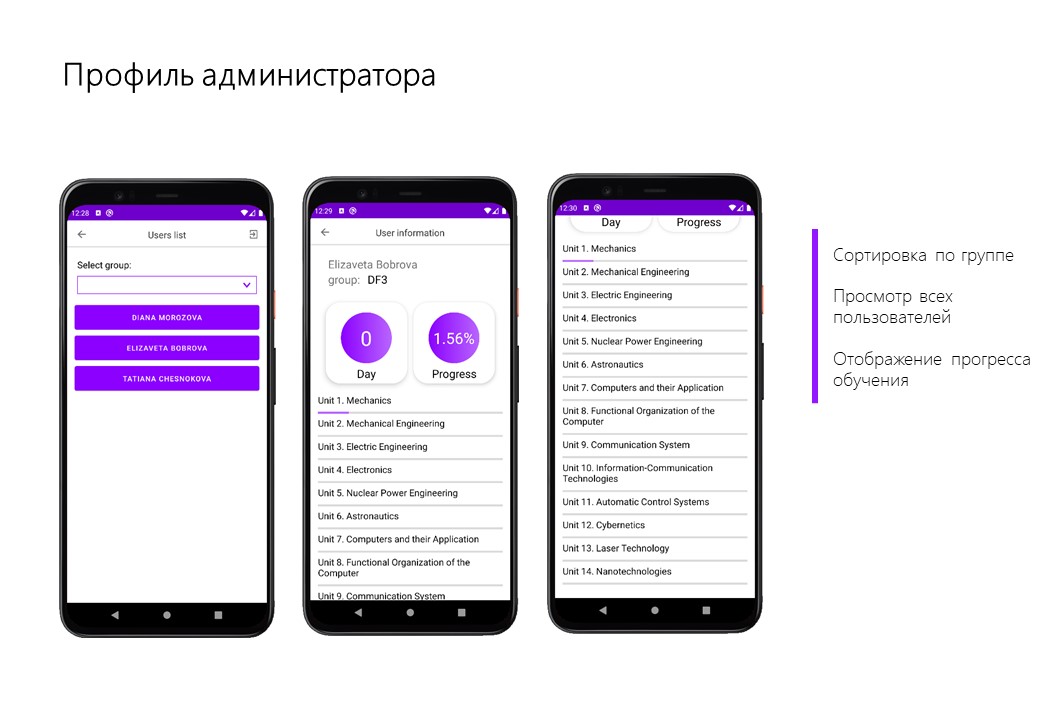 Профиль администратора
12:28
Users list
Select group:
DIANA MOROZOVA
ELIZAVETA BOBROVA
TATIANA CHESNOKOVA
12:29
User information
Elizaveta Bobrova
group: DF3
0
Day
1.56%
Progress
Unit 1. Mechanics
Unit 2. Mechanical Engineering
Unit 3. Electric Engineering
Unit 4. Electronics
Unit 5. Nuclear Power Engineering
Unit 6. Astronautics
Unit 7. Computers and their Application
Unit 8. Functional Organization of the
Computer
Unit 9. Communication System
12:30
Day
Progress
Unit 1. Mechanics
Unit 2. Mechanical Engineering
Unit 3. Electric Engineering
Unit 4. Electronics
Unit 5. Nuclear Power Engineering
Unit 6. Astronautics
Unit 7. Computers and their Application
Unit 8. Functional Organization of the
Computer
Unit 9. Communication System
Unit 10. Information-Communication
Technologies
Unit 11. Automatic Control Systems
Unit 12. Cybernetics
Unit 13. Laser Technology
Unit 14. Nanotechnologies
Сортировка по группе
Просмотр всех
пользователей
Отображение прогресса
обучения